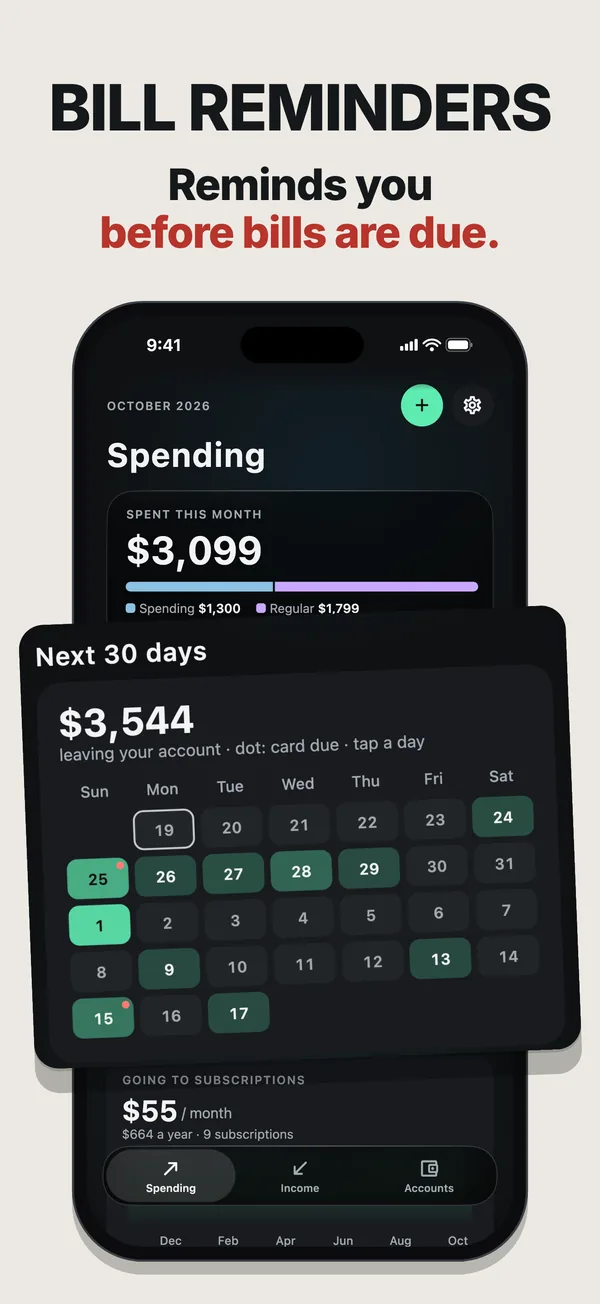 BILL REMINDERS
Reminds you
before bills are due.
9:41
OCTOBER 2026
Spending
SPENT THIS MONTH
$3,099
Spending $1,300 Regular $1,799
Next 30 days
$3,544
leaving your account · dot: card due · tap a day
Sun Mon Tue Wed Thu Fri Sat
19 20 21 22 23 24
25 26 27 28 29 30 31
1 2 3 4 5 6 7
8 9 10 11 12 13 14
15 16 17
GOING TO SUBSCRIPTIONS
$55 / month
$664 a year · 9 subscriptions
Spending Income Accounts
Dec Feb Apr Jun Aug Oct